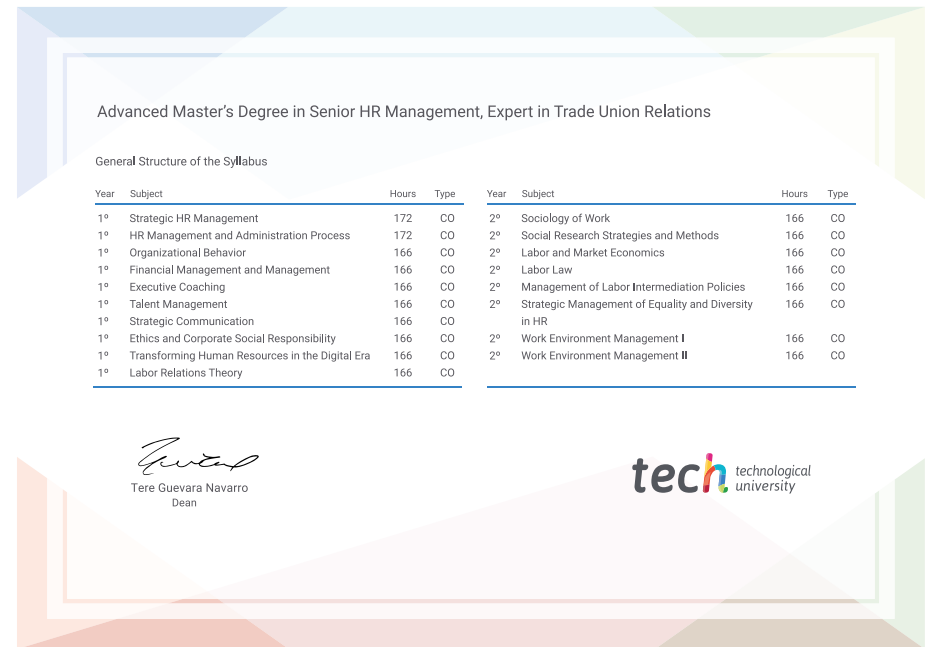 Advanced Master's Degree in Senior HR Management, Expert in Trade Union Relations
General Structure of the Syllabus
Year Subject Hours Type
1º Strategic HR Management 172 CO
1º HR Management and Administration Process 172 CO
1º Organizational Behavior 166 CO
1º Financial Management and Management 166 CO
1º Executive Coaching 166 CO
1º Talent Management 166 CO
1º Strategic Communication 166 CO
1º Ethics and Corporate Social Responsibility 166 CO
1º Transforming Human Resources in the Digital Era 166 CO
1º Labor Relations Theory 166 CO
Year Subject Hours Type
2º Sociology of Work 166 CO
2º Social Research Strategies and Methods 166 CO
2º Labor and Market Economics 166 CO
2º Labor Law 166 CO
2º Management of Labor Intermediation Policies 166 CO
2º Strategic Management of Equality and Diversity 166 CO
in HR
2º Work Environment Management I 166 CO
2º Work Environment Management II 166 CO
Tere Guevara Navarro
Dean
tech technological
university